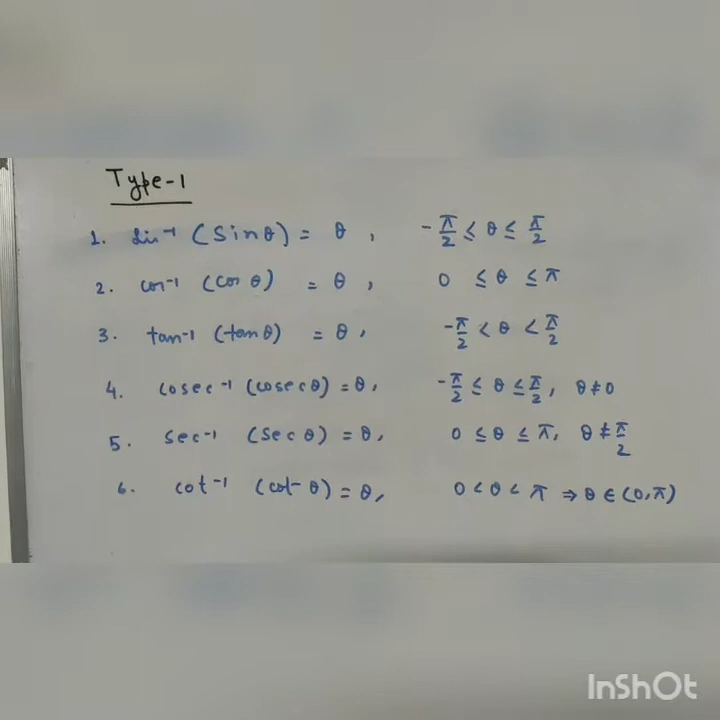 Type-1
1. Sin⁻¹ (Sinθ) = θ, -π/2 ≤ θ ≤ π/2
2. cos⁻¹ (cos θ) = θ, 0 ≤ θ ≤ π
3. tan⁻¹ (tanθ) = θ, -π/2 < θ < π/2
4. cosec⁻¹ (cosecθ) = θ, -π/2 ≤ θ ≤ π/2, θ ≠ 0
5. sec⁻¹ (sec θ) = θ, 0 ≤ θ ≤ π, θ ≠ π/2
6. cot⁻¹ (cot θ) = θ, 0 < θ < π ⇒ θ ∈ (0, π)
InShOt